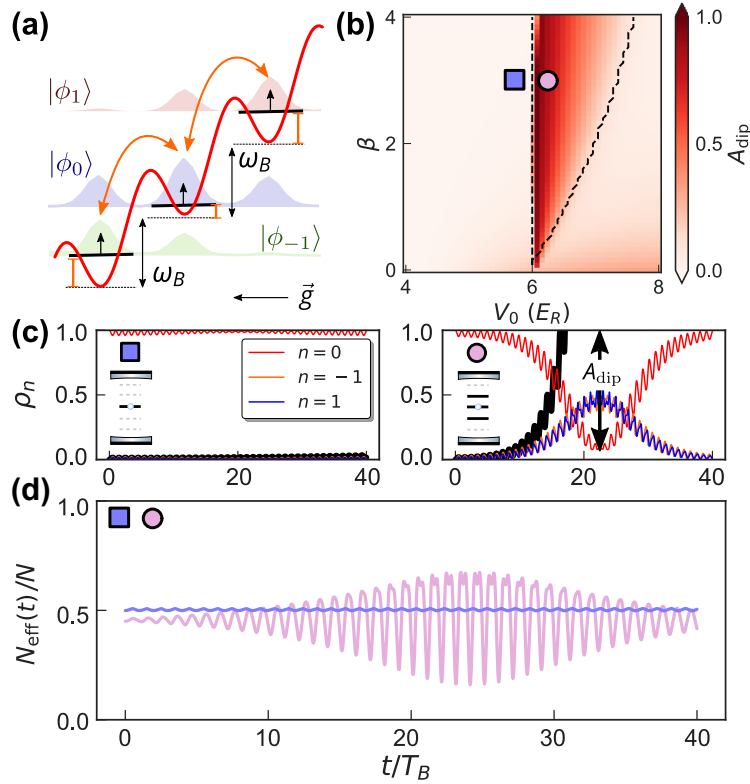 (a)
|ϕ₁⟩
|ϕ₀⟩
|ϕ₋₁⟩
ω_B
ω_B
g⃗
(b)
β
4
2
0
4
6
8
V₀ (E_R)
1.0
0.5
0.0
A_dip
(c)
ρₙ
1.0
0.5
0.0
0
20
40
n = 0
n = −1
n = 1
1.0
0.5
0.0
0
20
40
A_dip
(d)
N_eff(t)/N
1.0
0.5
0.0
0
10
20
30
40
t/T_B